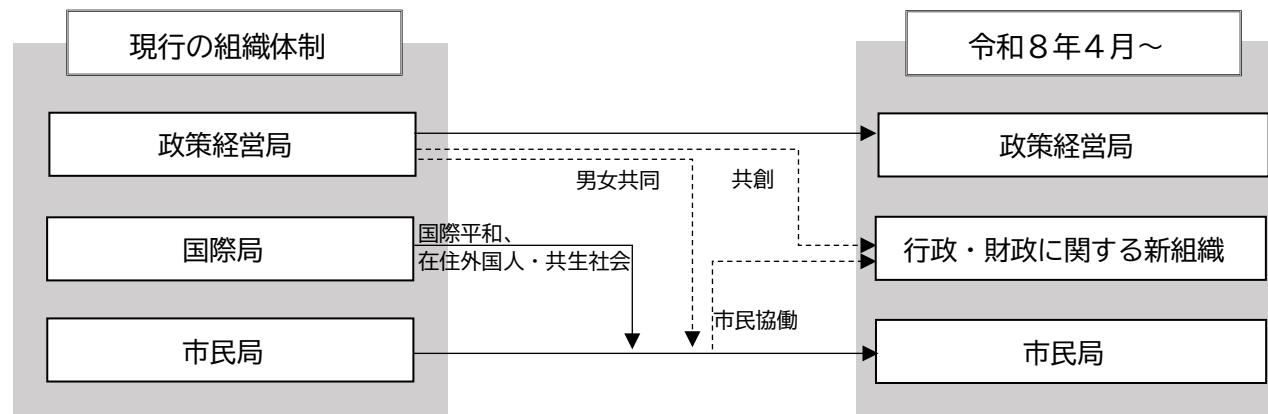 現行の組織体制
令和８年４月～
政策経営局
政策経営局
男女共同
共創
国際局
国際平和、
在住外国人・共生社会
行政・財政に関する新組織
市民協働
市民局
市民局